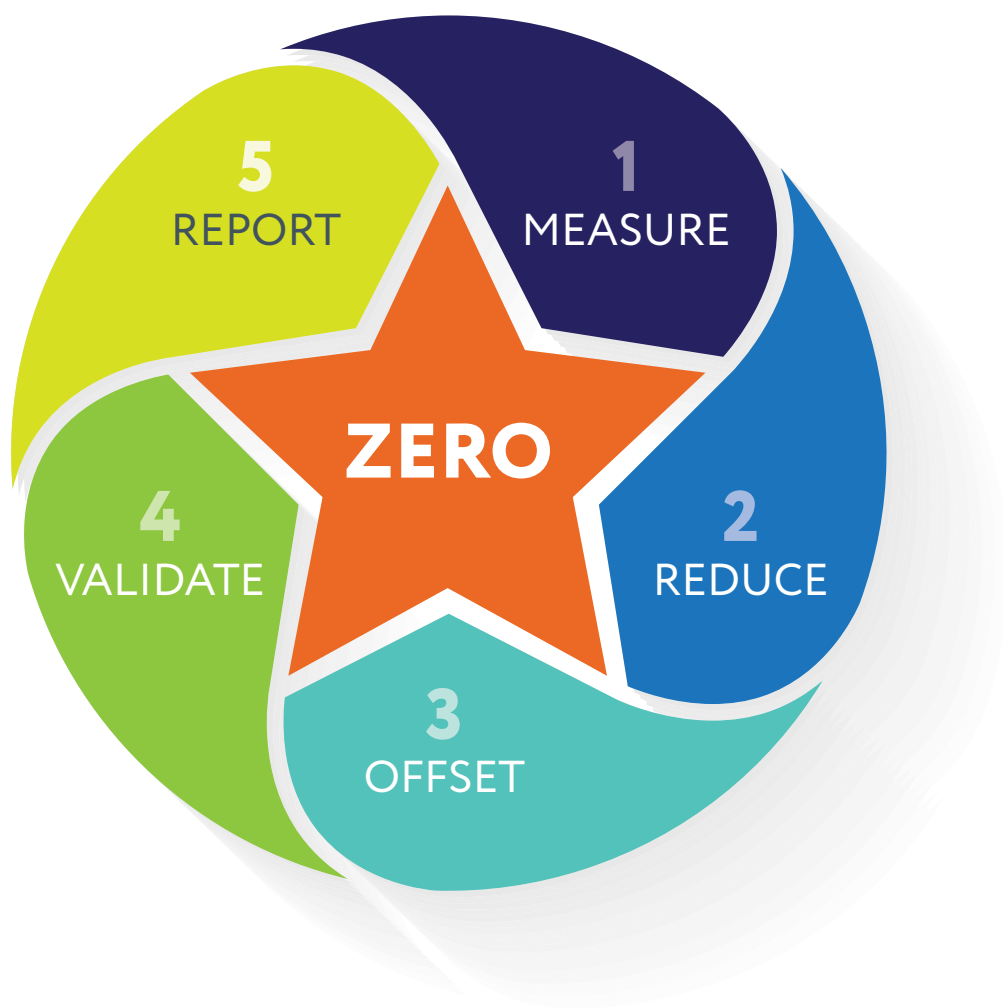 1
MEASURE
2
REDUCE
3
OFFSET
4
VALIDATE
5
REPORT
ZERO